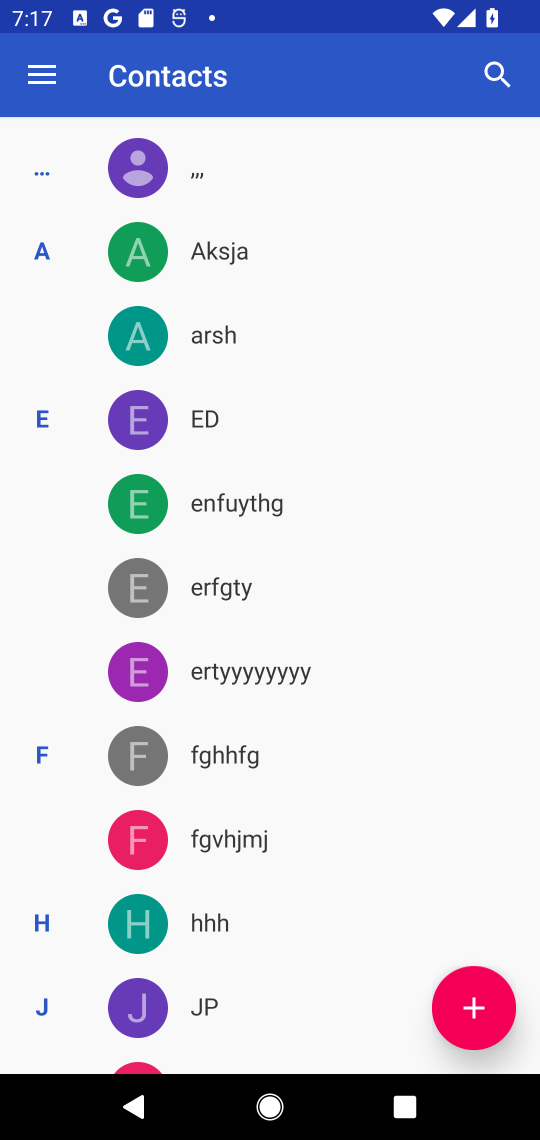 7:17
Contacts
... ,,,
A A Aksja
A arsh
E E ED
E enfuythg
E erfgty
E ertyyyyyyyy
F F fghhfg
F fgvhjmj
H H hhh
J J JP